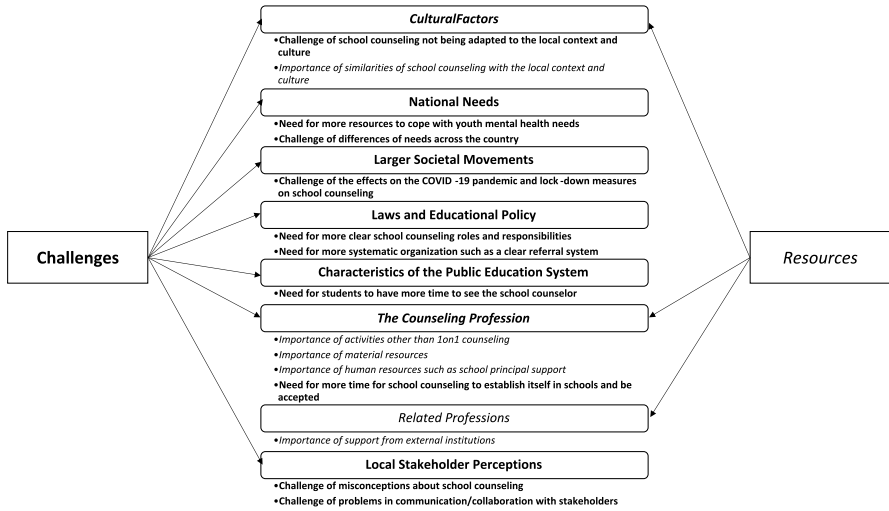 CulturalFactors
•Challenge of school counseling not being adapted to the local context and
culture
•Importance of similarities of school counseling with the local context and
culture
National Needs
•Need for more resources to cope with youth mental health needs
•Challenge of differences of needs across the country
Larger Societal Movements
•Challenge of the effects on the COVID -19 pandemic and lock-down measures
on school counseling
Laws and Educational Policy
•Need for more clear school counseling roles and responsibilities
•Need for more systematic organization such as a clear referral system
Challenges
Resources
Characteristics of the Public Education System
•Need for students to have more time to see the school counselor
The Counseling Profession
•Importance of activities other than 1on1 counseling
•Importance of material resources
•Importance of human resources such as school principal support
•Need for more time for school counseling to establish itself in schools and be
accepted
Related Professions
•Importance of support from external institutions
Local Stakeholder Perceptions
•Challenge of misconceptions about school counseling
•Challenge of problems in communication/collaboration with stakeholders